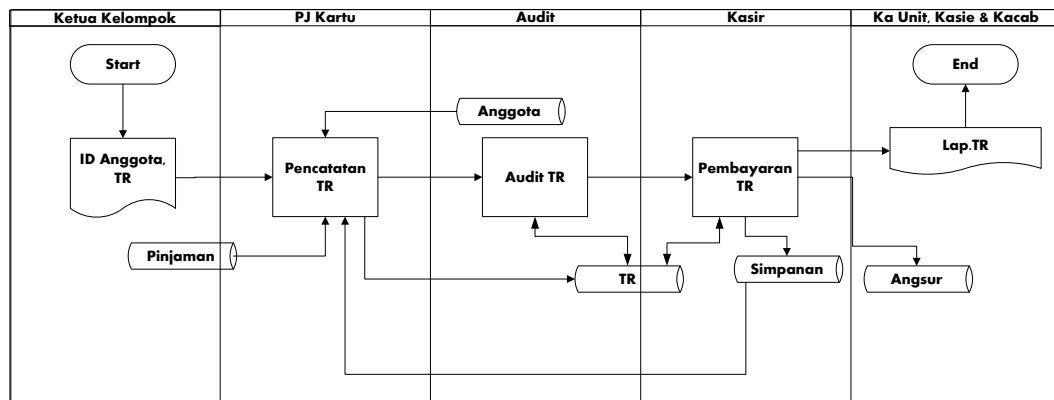 Ketua Kelompok
PJ Kartu
Audit
Kasir
Ka Unit, Kasie & Kacab
Start
End
Anggota
ID Anggota,
TR
Pencatatan
TR
Audit TR
Pembayaran
TR
Lap.TR
Pinjaman
TR
Simpanan
Angsur